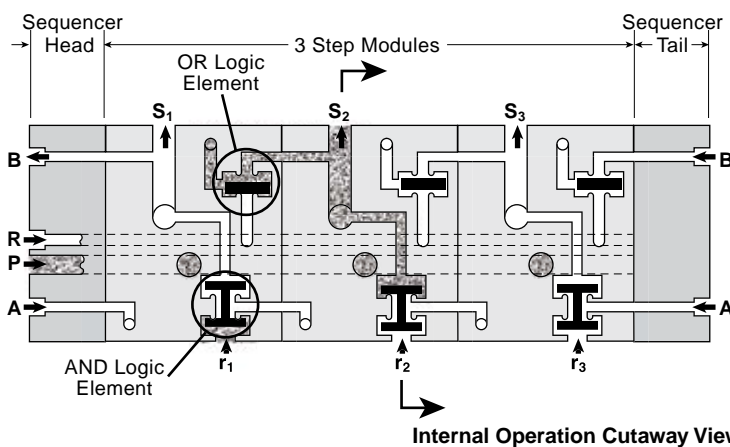 Sequencer Head
3 Step Modules
Sequencer Tail
OR Logic Element
S1
S2
S3
B
B
R
P
A
A
AND Logic Element
r1
r2
r3
Internal Operation Cutaway View